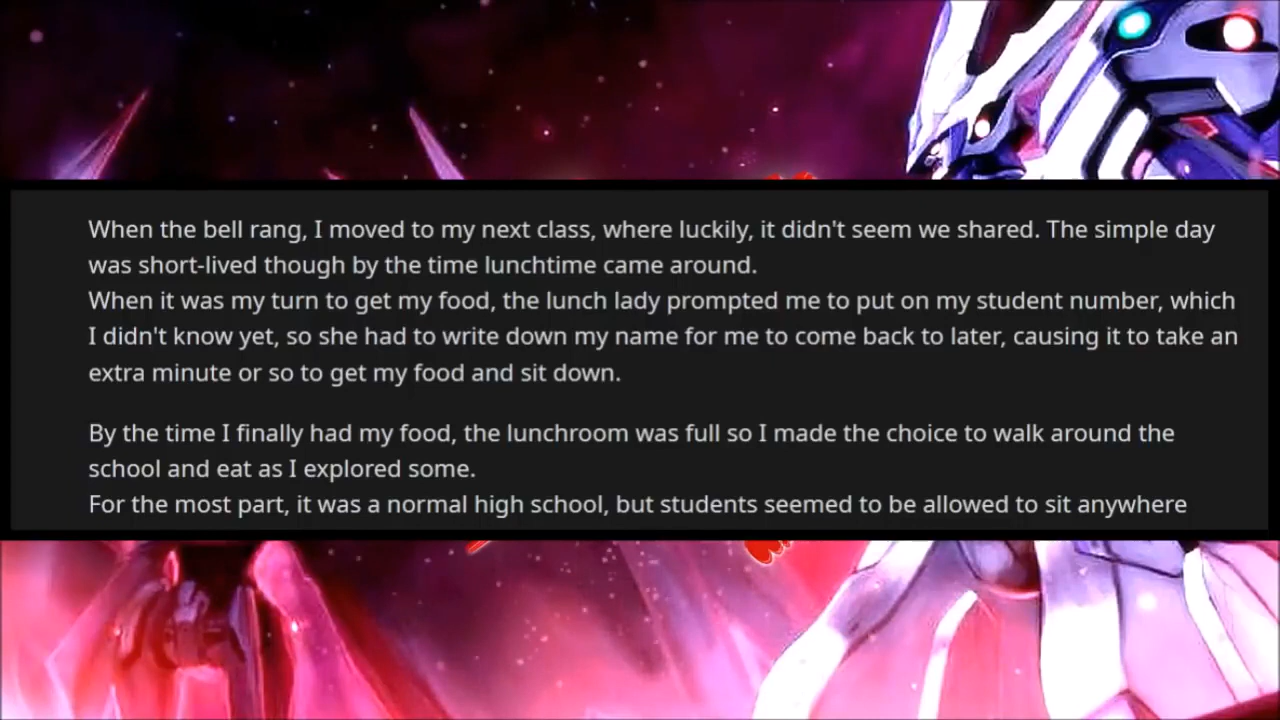 When the bell rang, I moved to my next class, where luckily, it didn't seem we shared. The simple day
was short-lived though by the time lunchtime came around.
When it was my turn to get my food, the lunch lady prompted me to put on my student number, which
I didn't know yet, so she had to write down my name for me to come back to later, causing it to take an
extra minute or so to get my food and sit down.
By the time I finally had my food, the lunchroom was full so I made the choice to walk around the
school and eat as I explored some.
For the most part, it was a normal high school, but students seemed to be allowed to sit anywhere